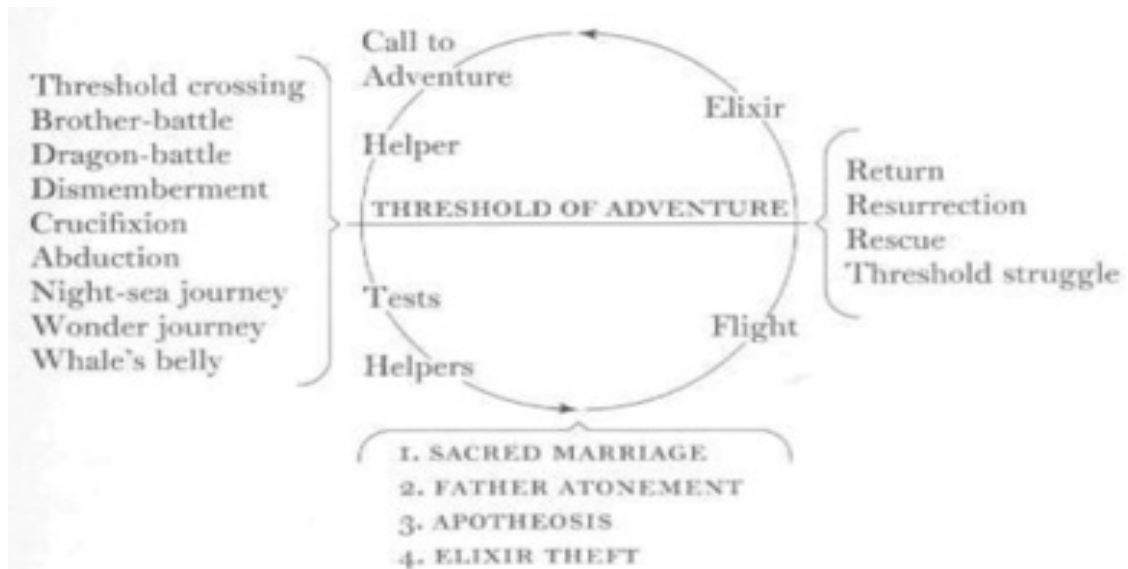 Call to
Adventure
Helper
Threshold crossing
Brother-battle
Dragon-battle
Dismemberment
Crucifixion
Abduction
Night-sea journey
Wonder journey
Whale's belly
THRESHOLD OF ADVENTURE
Elixir
Return
Resurrection
Rescue
Threshold struggle
Tests
Helpers
Flight
1. SACRED MARRIAGE
2. FATHER ATONEMENT
3. APOTHEOSIS
4. ELIXIR THEFT